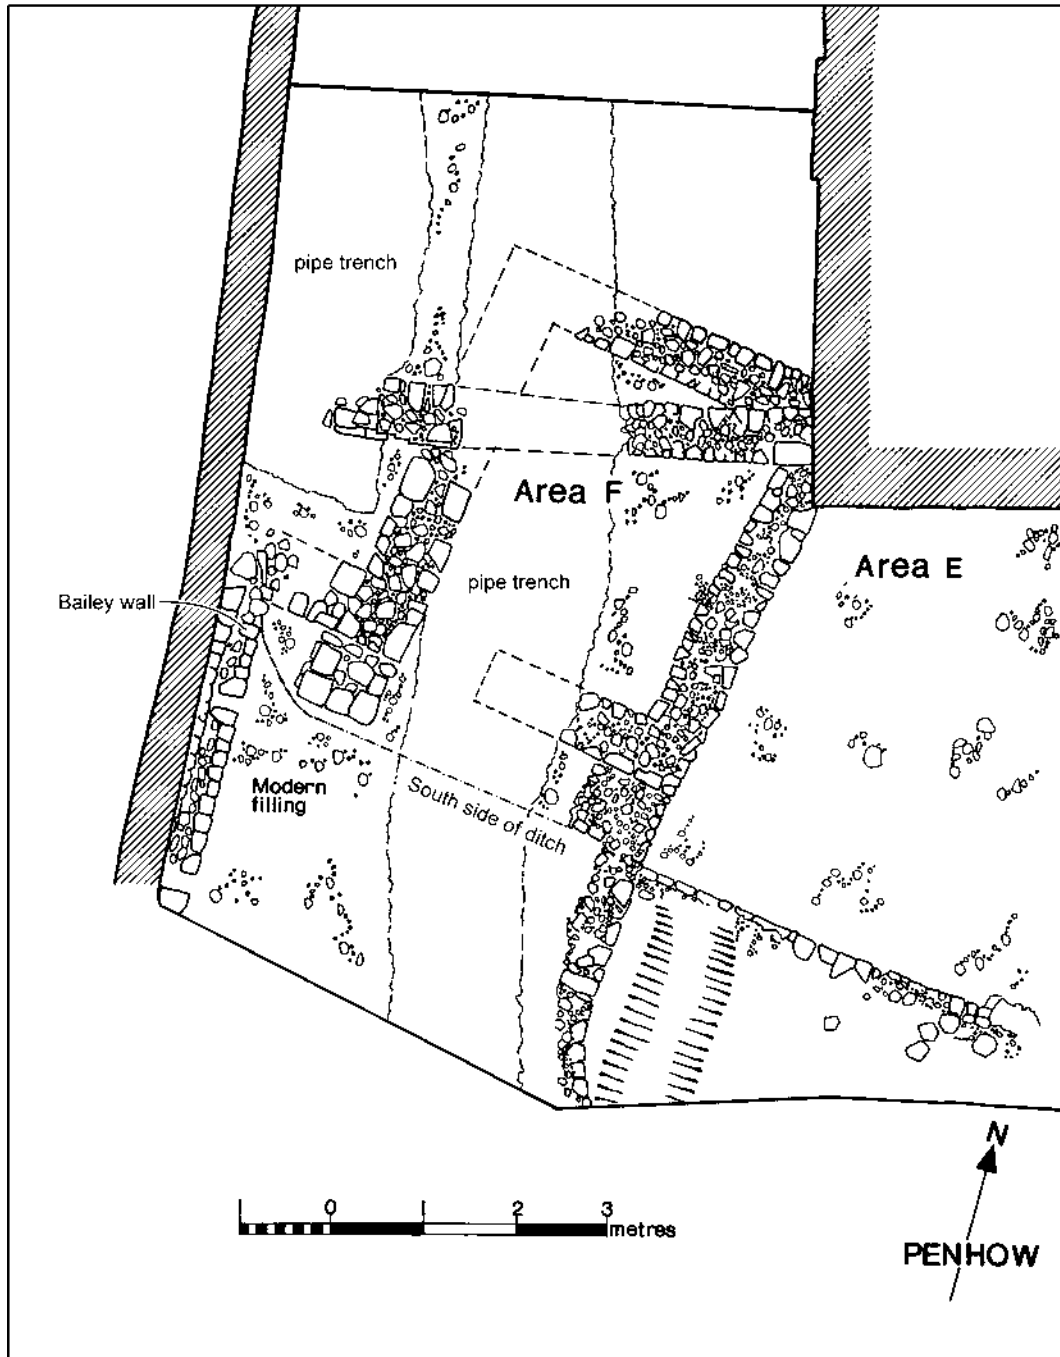 pipe trench
Area F
Area E
pipe trench
Bailey wall
Modern
filling
South side of ditch
N
1 0 1 2 3
metres
PENHOW